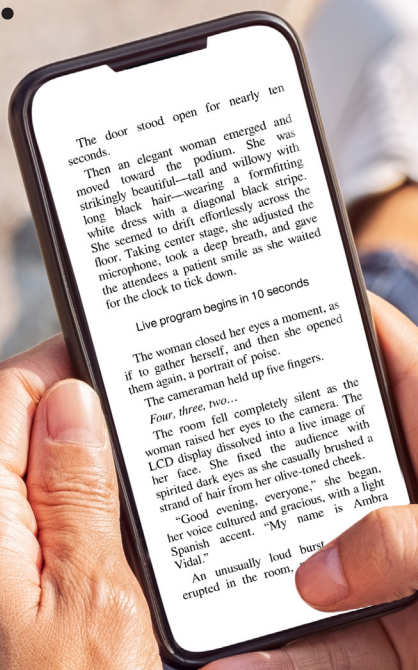 The door stood open for nearly ten
seconds.
Then an elegant woman emerged and
moved toward the podium. She was
strikingly beautiful—tall and willowy with
long black hair—wearing a formfitting
white dress with a diagonal black stripe.
She seemed to drift effortlessly across the
floor. Taking center stage, she adjusted the
microphone, took a deep breath, and gave
the attendees a patient smile as she waited
for the clock to tick down.
Live program begins in 10 seconds
The woman closed her eyes a moment, as
if to gather herself, and then she opened
them again, a portrait of poise.
The cameraman held up five fingers.
Four, three, two…
The room fell completely silent as the
woman raised her eyes to the camera. The
LCD display dissolved into a live image of
her face. She fixed the audience with
spirited dark eyes as she casually brushed a
strand of hair from her olive-toned cheek.
“Good evening, everyone,” she began,
her voice cultured and gracious, with a light
Spanish accent. “My name is Ambra
Vidal.”
An unusually loud burst
erupted in the room,